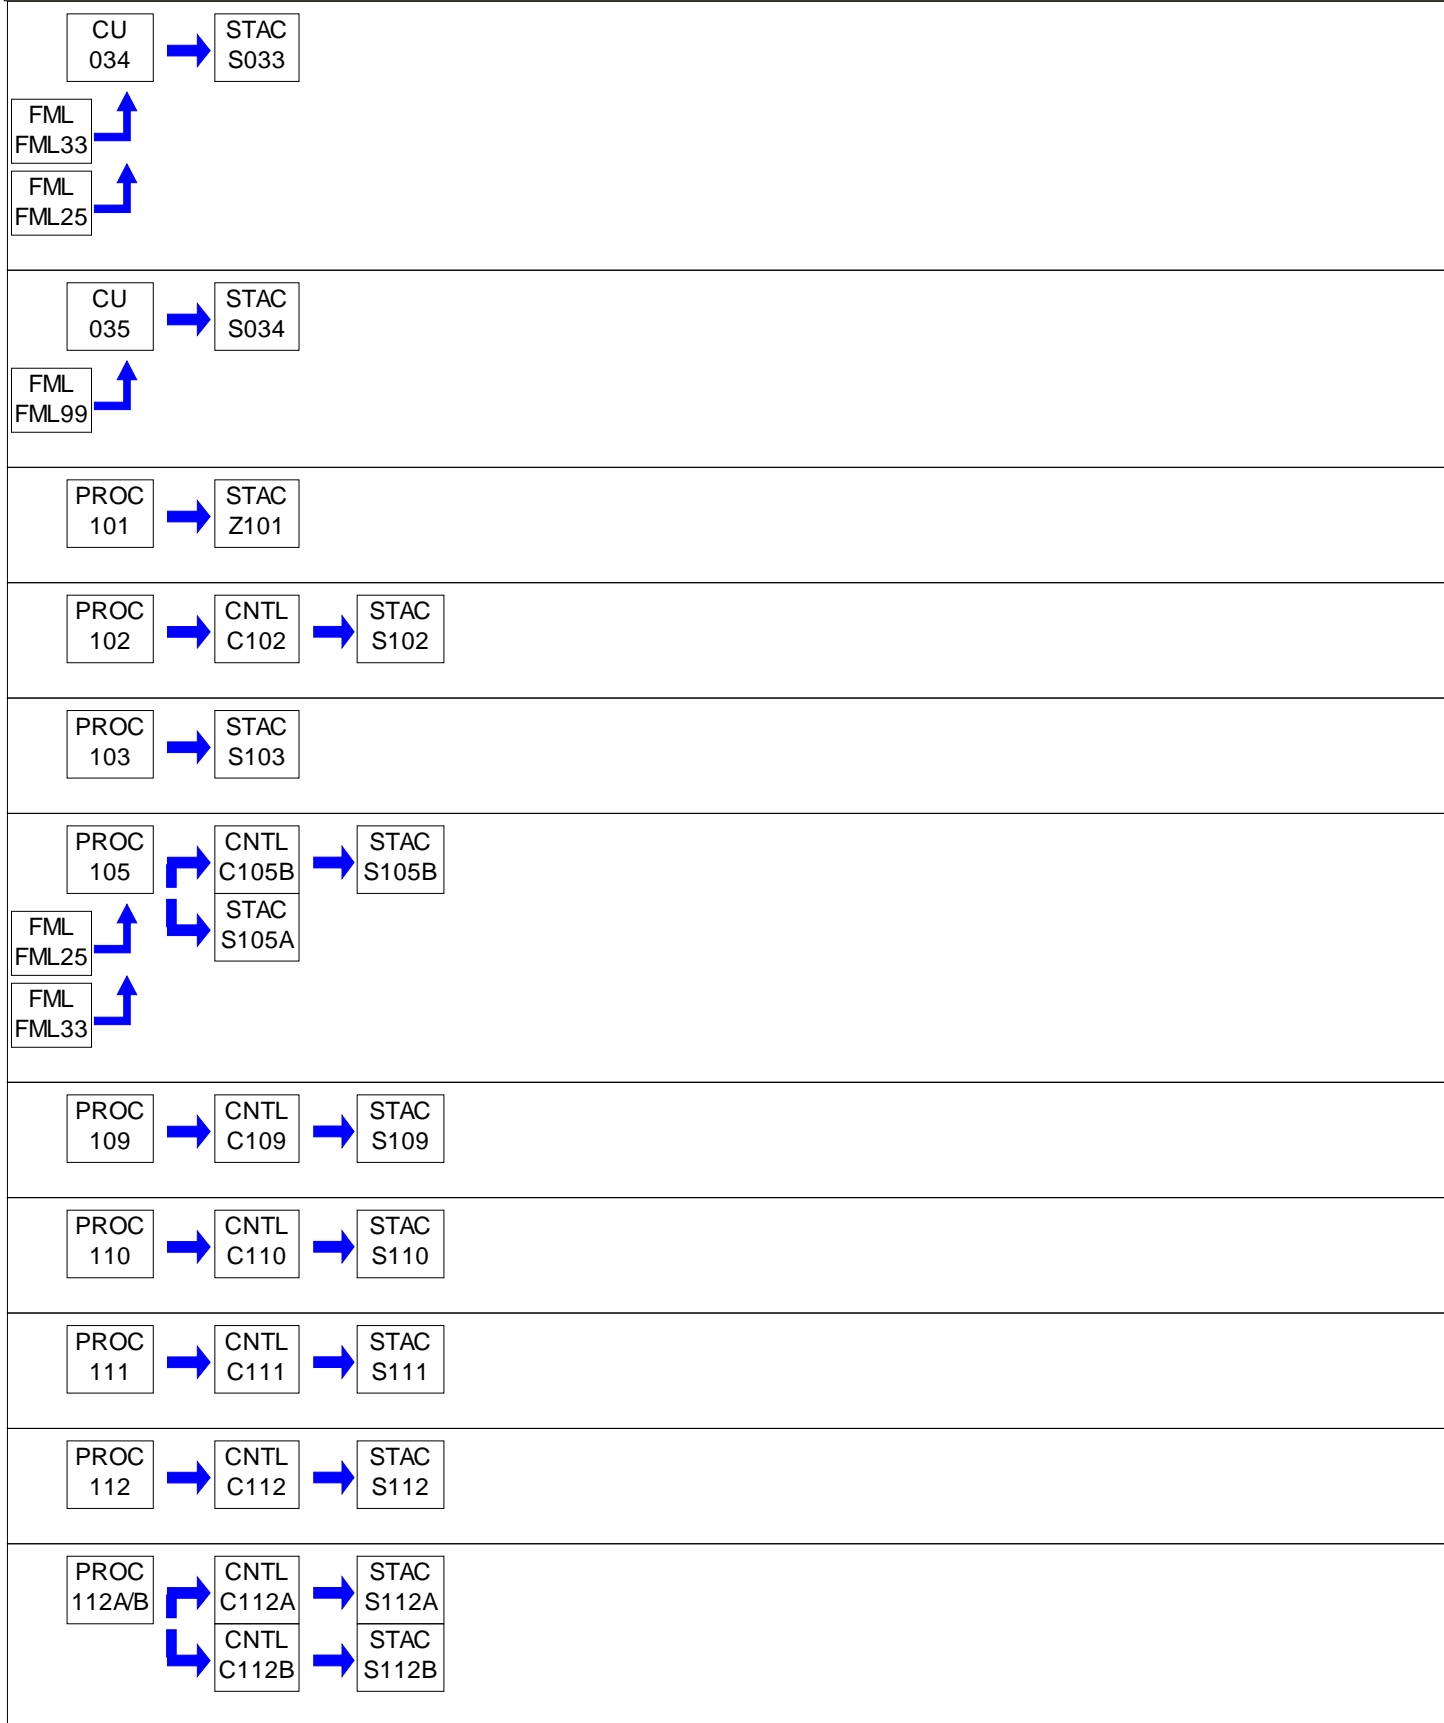 CU
034
STAC
S033
FML
FML33
FML
FML25
CU
035
STAC
S034
FML
FML99
PROC
101
STAC
Z101
PROC
102
CNTL
C102
STAC
S102
PROC
103
STAC
S103
PROC
105
CNTL
C105B
STAC
S105B
STAC
S105A
FML
FML25
FML
FML33
PROC
109
CNTL
C109
STAC
S109
PROC
110
CNTL
C110
STAC
S110
PROC
111
CNTL
C111
STAC
S111
PROC
112
CNTL
C112
STAC
S112
PROC
112A/B
CNTL
C112A
STAC
S112A
CNTL
C112B
STAC
S112B